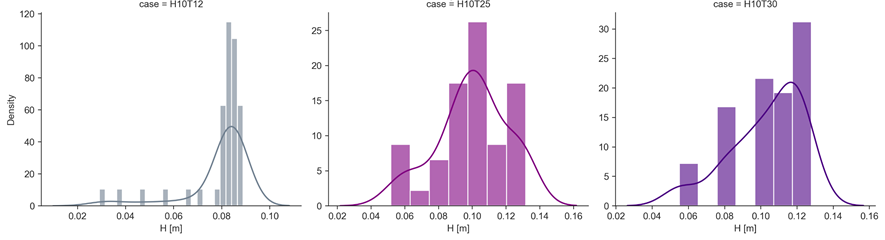 case = H10T12
case = H10T25
case = H10T30
Density
120
100
80
60
40
20
0
0.02 0.04 0.06 0.08 0.10
H [m]
25
20
15
10
5
0
0.02 0.04 0.06 0.08 0.10 0.12 0.14 0.16
H [m]
30
25
20
15
10
5
0
0.02 0.04 0.06 0.08 0.10 0.12 0.14 0.16
H [m]